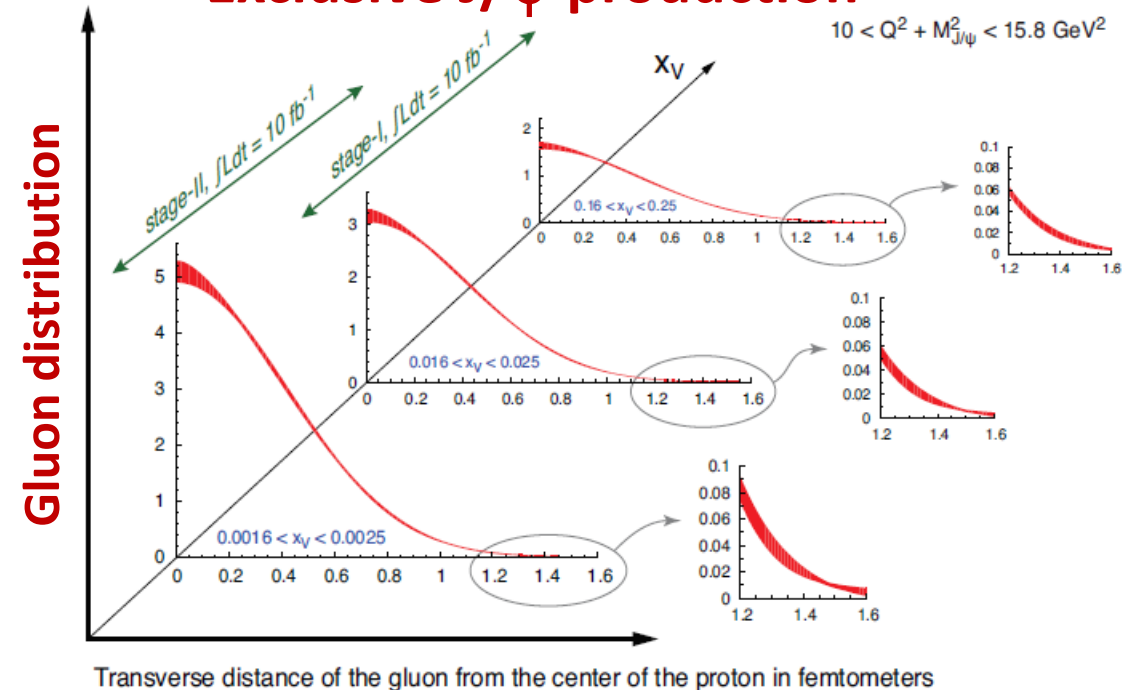 Exclusive J/ψ production
10 < Q² + M²J/ψ < 15.8 GeV²
xV
stage-II, ∫Ldt = 10 fb⁻¹
stage-I, ∫Ldt = 10 fb⁻¹
Gluon distribution
2
1
0
0.16 < xV < 0.25
0 0.2 0.4 0.6 0.8 1 1.2 1.4 1.6
0.1
0.08
0.06
0.04
0.02
0
1.2 1.4 1.6
3
2
1
0
0.016 < xV < 0.025
0 0.2 0.4 0.6 0.8 1 1.2 1.4 1.6
0.1
0.08
0.06
0.04
0.02
0
1.2 1.4 1.6
5
4
3
2
1
0
0.0016 < xV < 0.0025
0 0.2 0.4 0.6 0.8 1 1.2 1.4 1.6
0.1
0.08
0.06
0.04
0.02
0
1.2 1.4 1.6
Transverse distance of the gluon from the center of the proton in femtometers